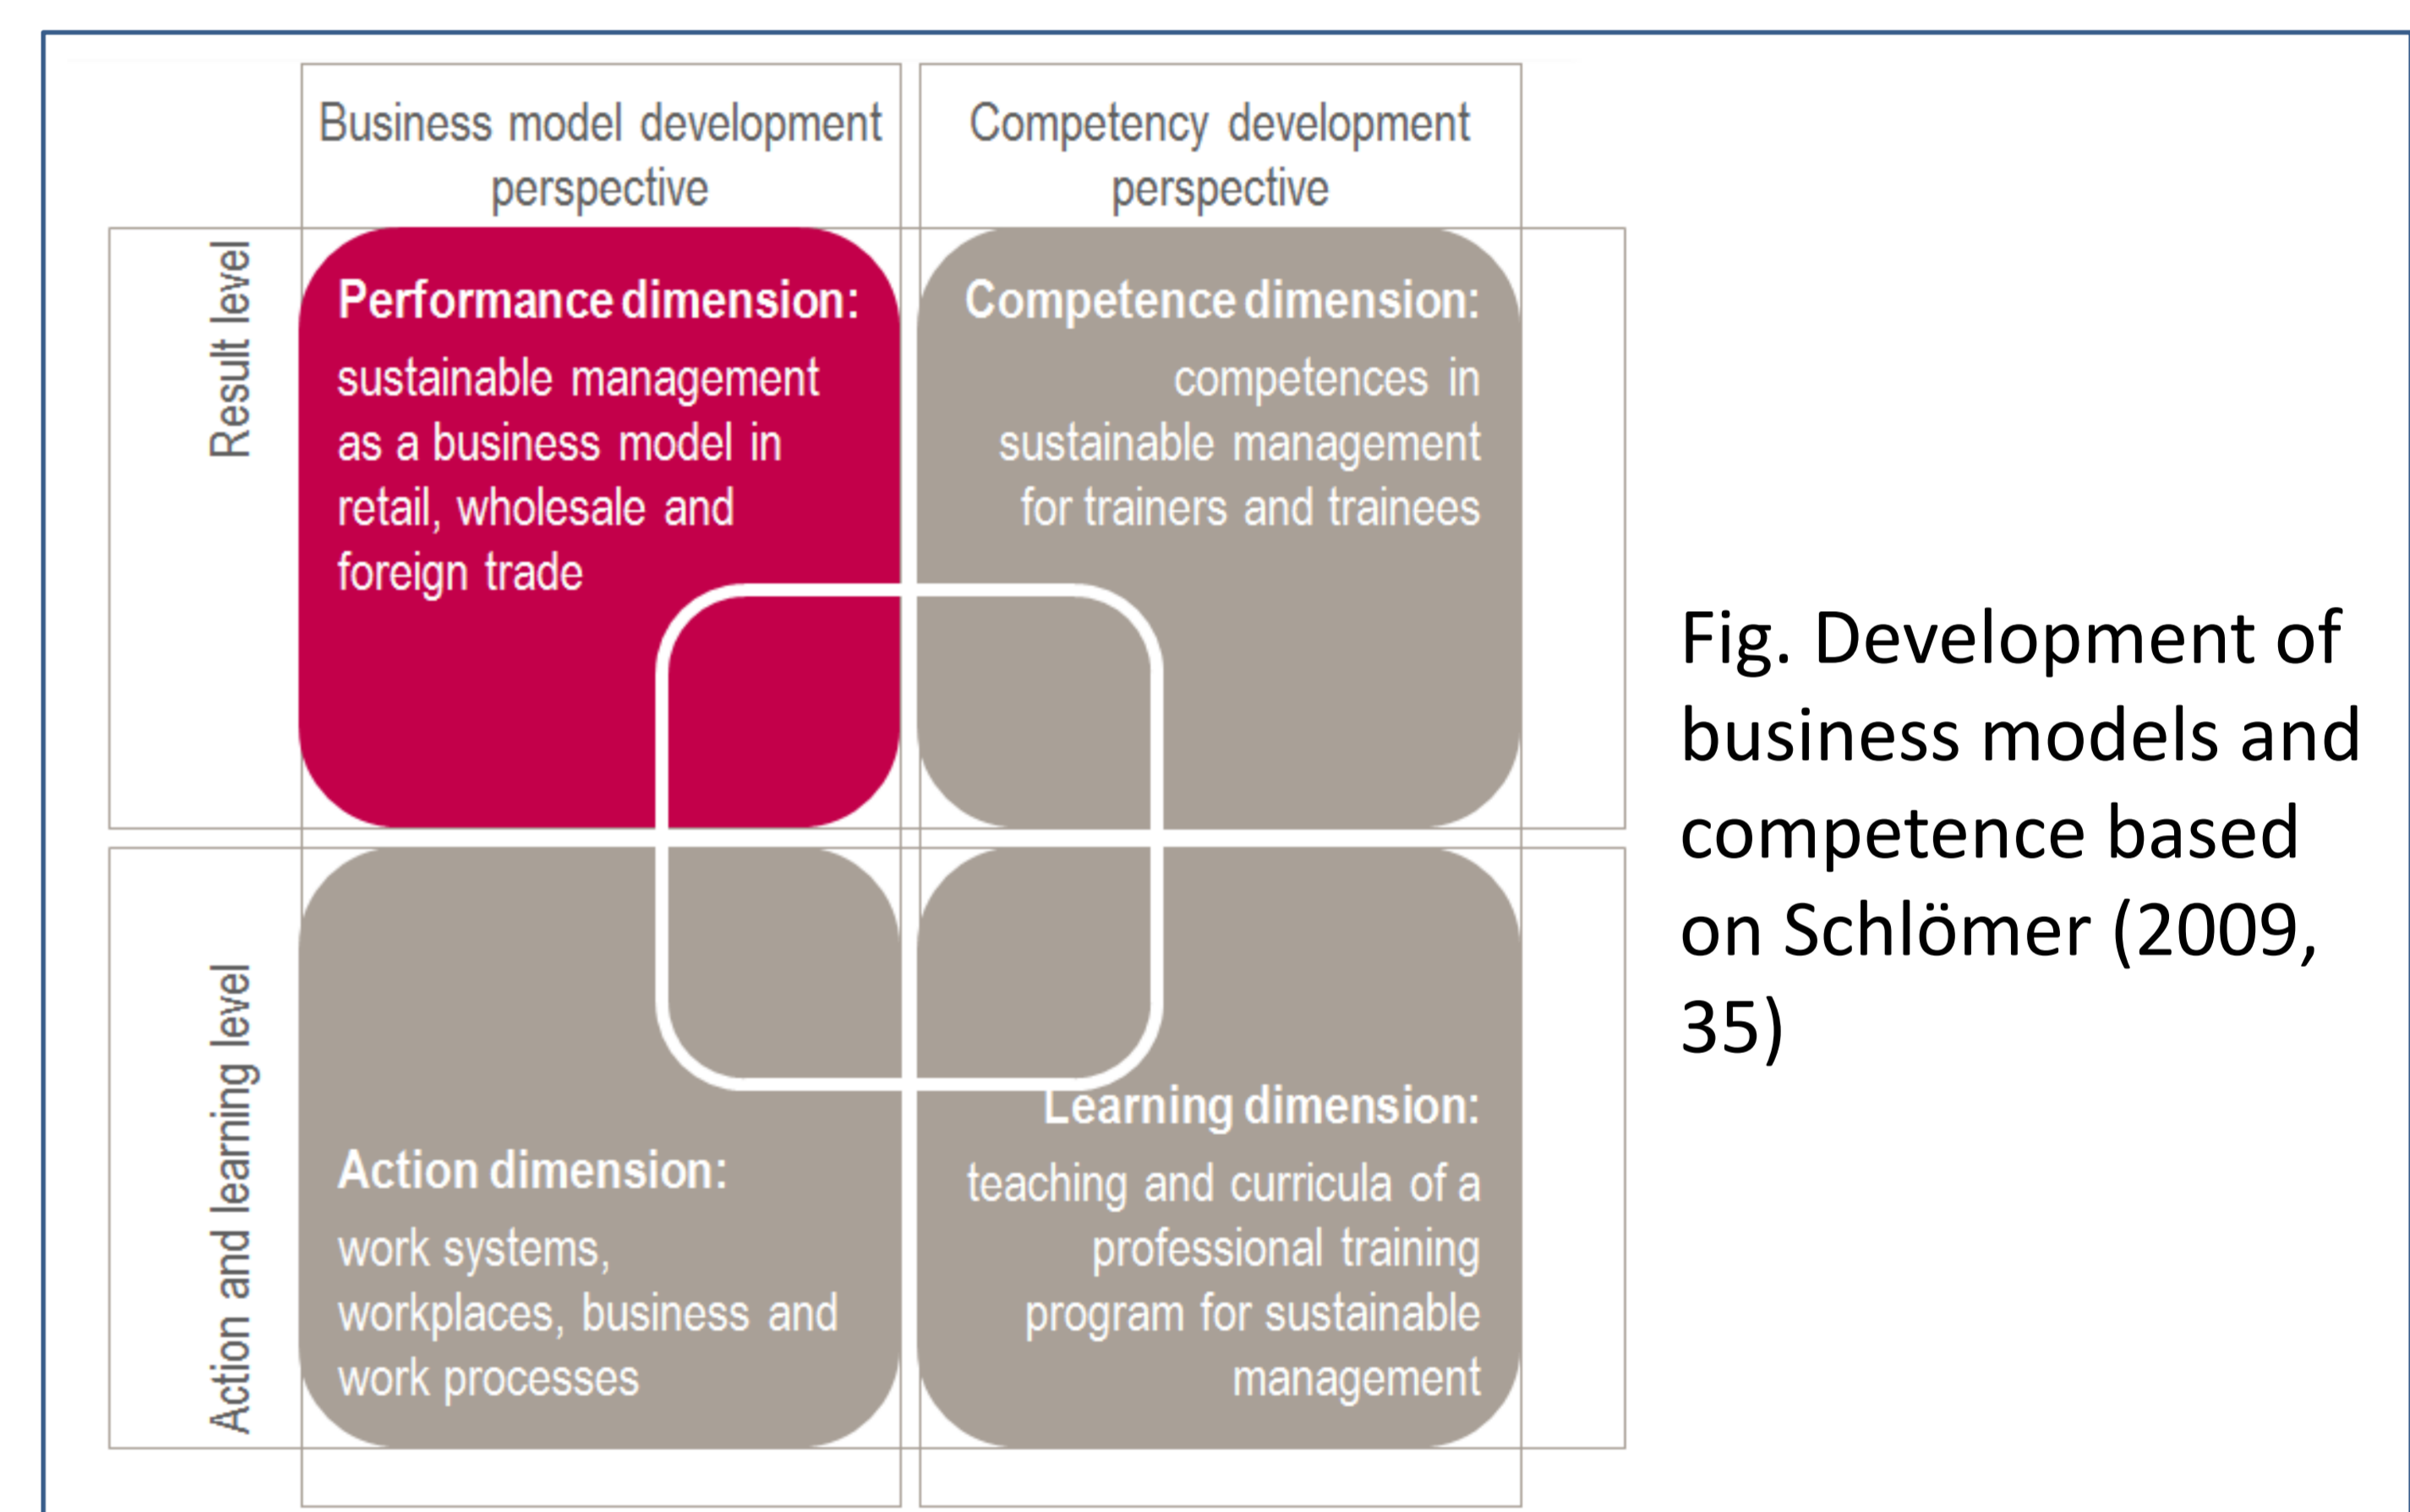 Business model development
perspective
Competency development
perspective
Result level
Performance dimension:
sustainable management
as a business model in
retail, wholesale and
foreign trade
Competence dimension:
competences in
sustainable management
for trainers and trainees
Action and learning level
Action dimension:
work systems,
workplaces, business and
work processes
Learning dimension:
teaching and curricula of a
professional training
program for sustainable
management
Fig. Development of
business models and
competence based
on Schlömer (2009,
35)